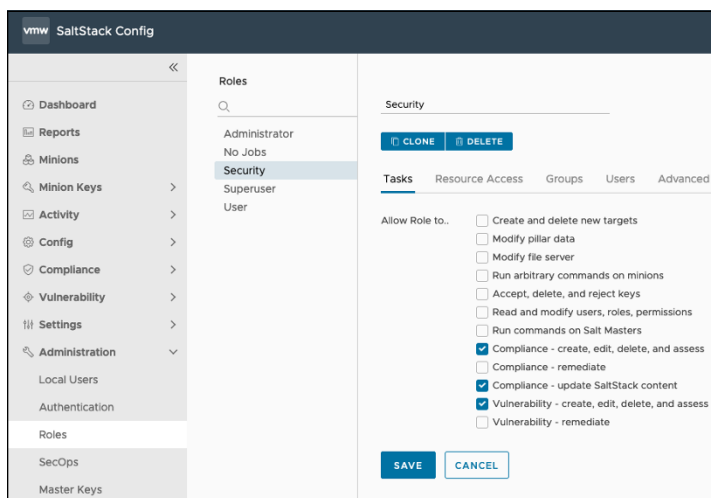 vmw SaltStack Config
Dashboard
Reports
Minions
Minion Keys
Activity
Config
Compliance
Vulnerability
Settings
Administration
Local Users
Authentication
Roles
SecOps
Master Keys
Roles
Administrator
No Jobs
Security
Superuser
User
Security
CLONE DELETE
Tasks Resource Access Groups Users Advanced
Allow Role to..
Create and delete new targets
Modify pillar data
Modify file server
Run arbitrary commands on minions
Accept, delete, and reject keys
Read and modify users, roles, permissions
Run commands on Salt Masters
Compliance - create, edit, delete, and assess
Compliance - remediate
Compliance - update SaltStack content
Vulnerability - create, edit, delete, and assess
Vulnerability - remediate
SAVE CANCEL